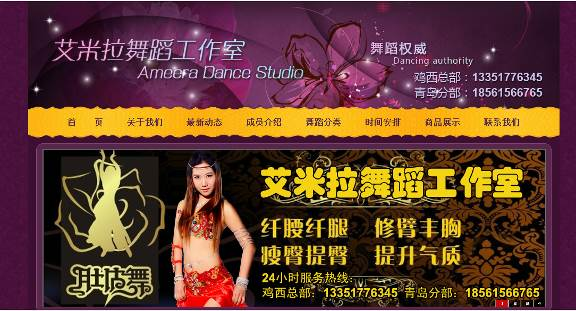 艾米拉舞蹈工作室
Ameera Dance Studio
舞蹈权威
Dancing authority
鸡西总部：13351776345
青岛分部：18561566765
首 页 关于我们 最新动态 成员介绍 舞蹈分类 时间安排 商品展示 联系我们
艾米拉舞蹈工作室
纤腰纤腿 修臂丰胸
瘦臀提臀 提升气质
肚皮舞
24小时服务热线：
鸡西总部：13351776345 青岛分部：18561566765